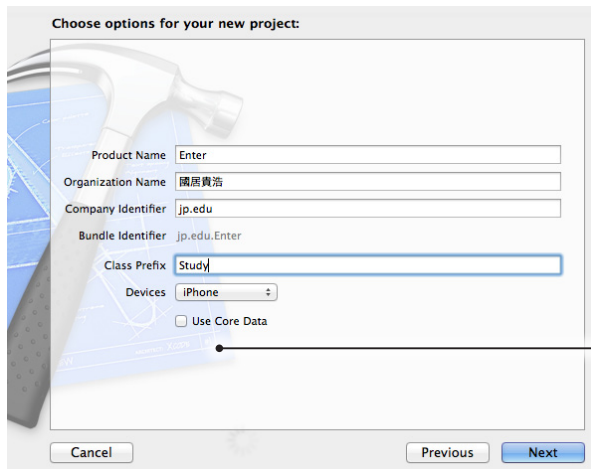 Choose options for your new project:
Product Name Enter
Organization Name 國居貴浩
Company Identifier jp.edu
Bundle Identifier jp.edu.Enter
Class Prefix Study
Devices iPhone
Use Core Data
Cancel Previous Next